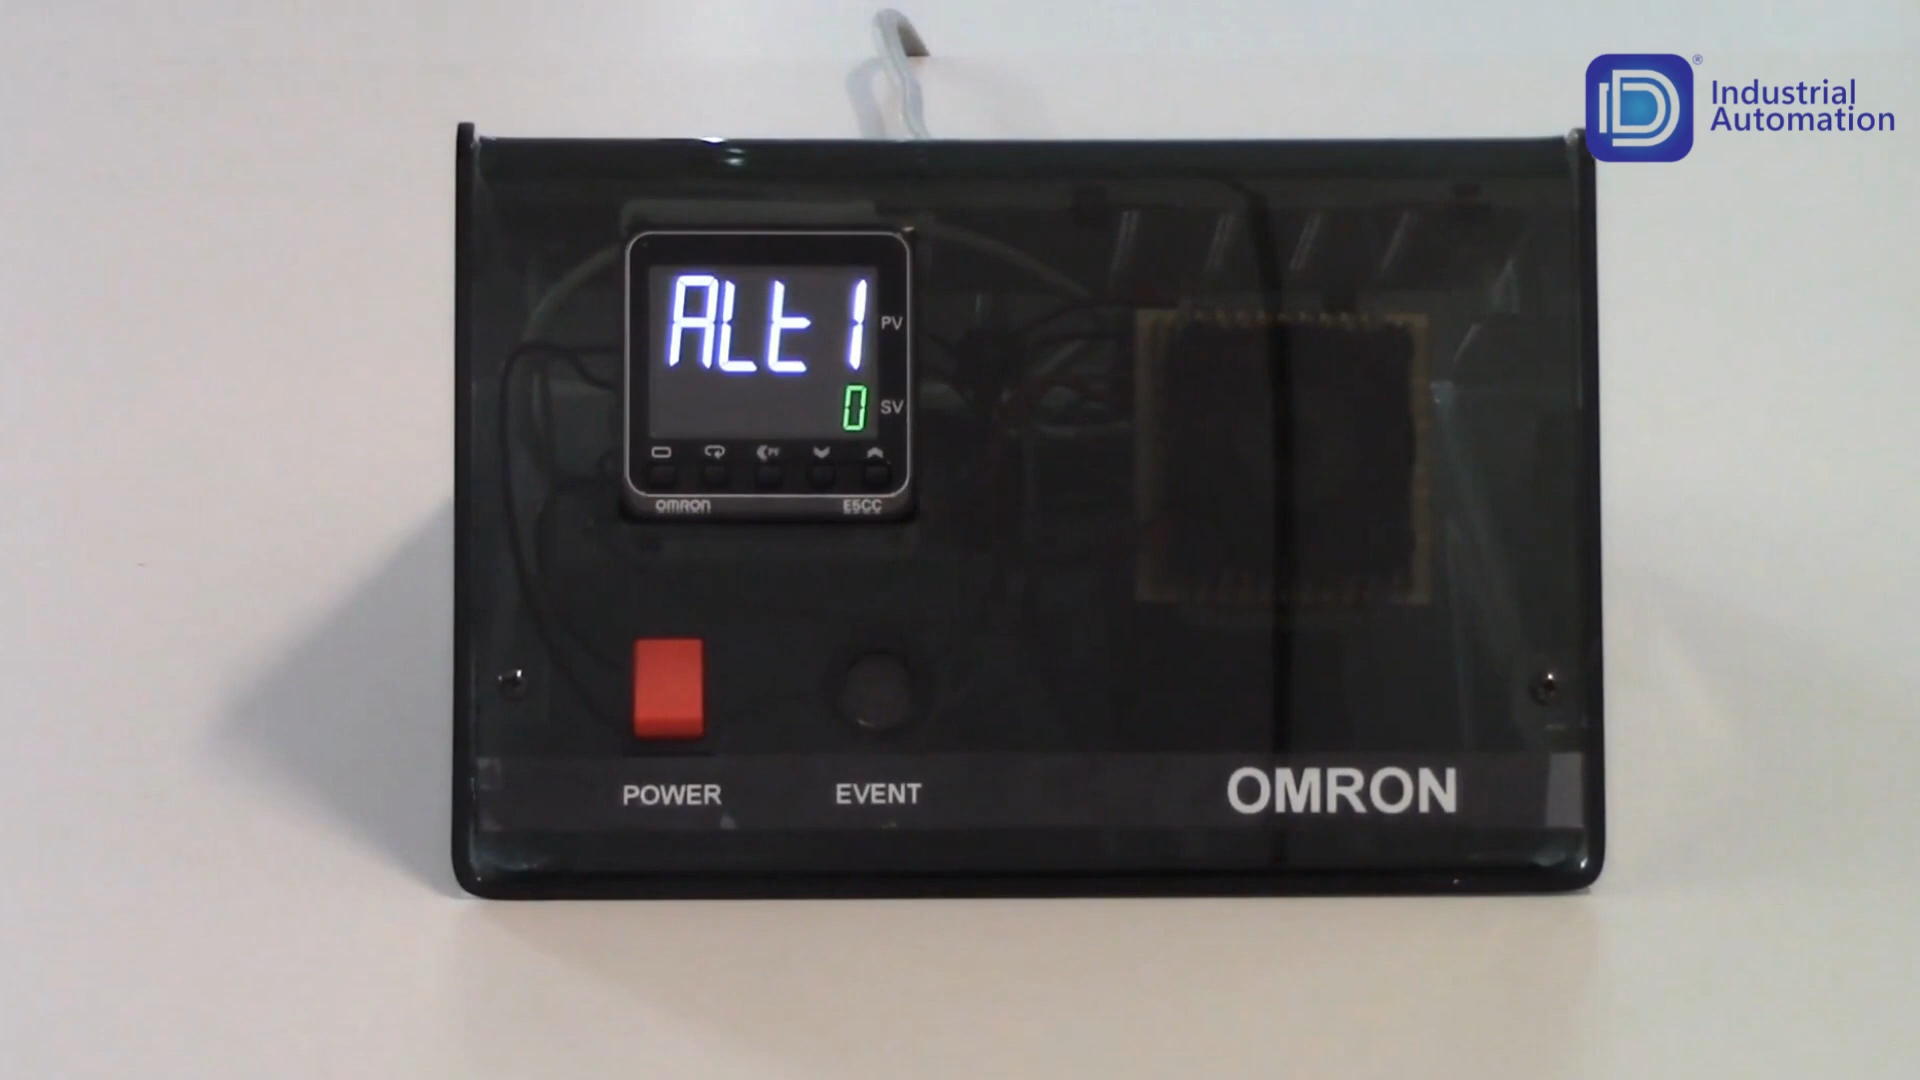 Industrial
Automation
ALt1
PV
0
SV
PF
OMRON
E5CC
POWER
EVENT
OMRON